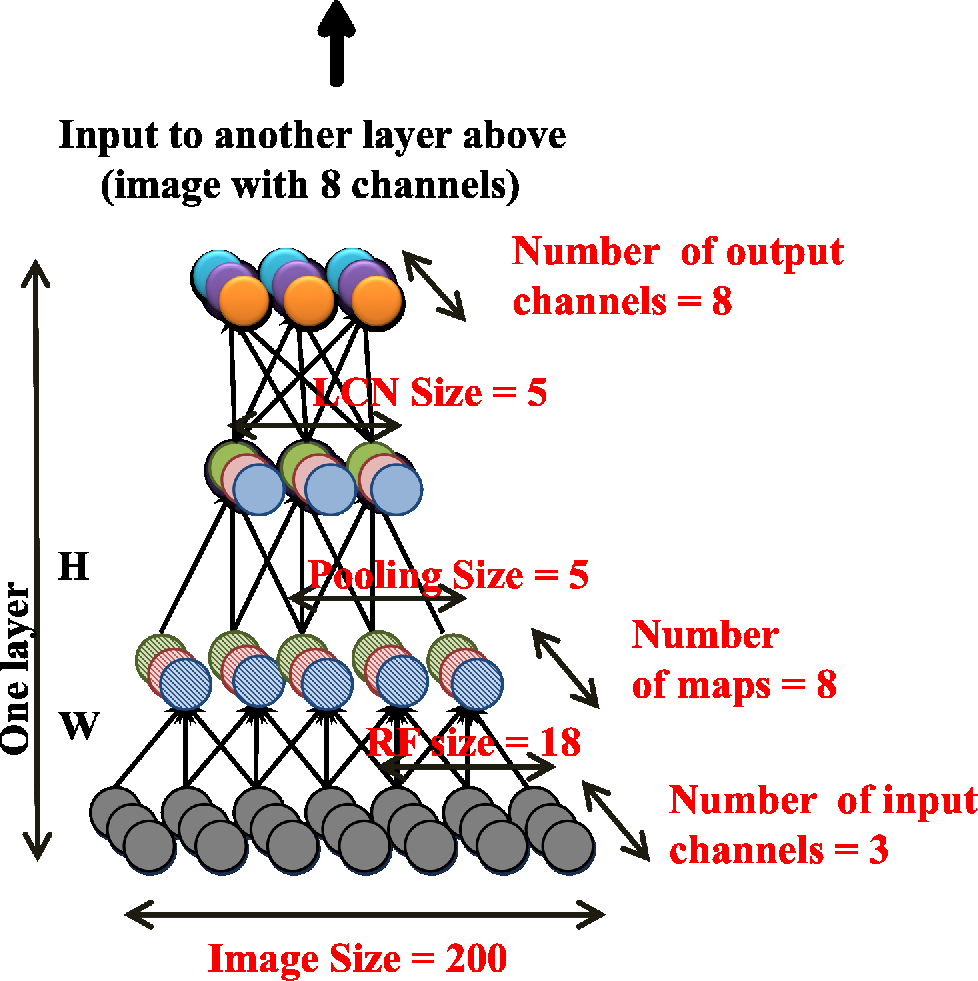 Input to another layer above
(image with 8 channels)
Number of output
channels = 8
LCN Size = 5
H
Pooling Size = 5
Number
of maps = 8
One layer
W
RF size = 18
Number of input
channels = 3
Image Size = 200